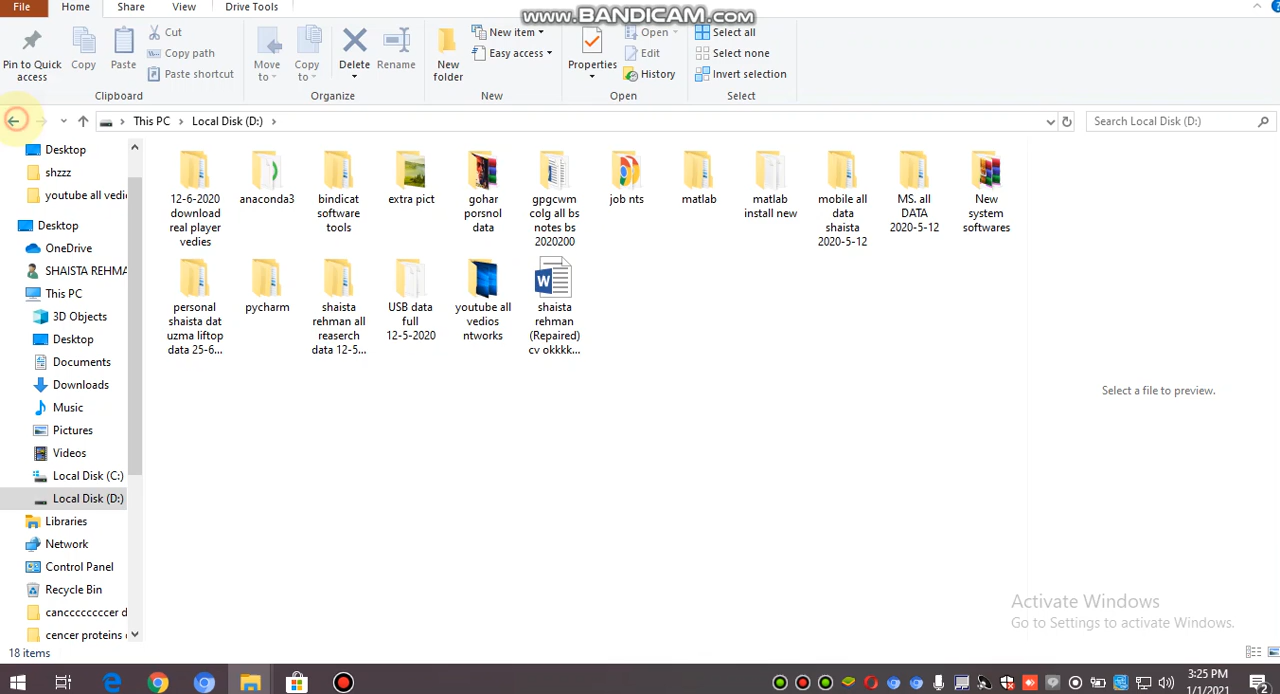 www.BANDICAM.com
File Home Share View Drive Tools
Pin to Quick access
Copy
Paste
Cut
Copy path
Paste shortcut
Clipboard
Move to
Copy to
Delete
Rename
Organize
New folder
New item
Easy access
New
Properties
Open
Edit
History
Open
Select all
Select none
Invert selection
Select
This PC > Local Disk (D:) >
Search Local Disk (D:)
Desktop
shzzz
youtube all vedi
Desktop
OneDrive
SHAISTA REHMA
This PC
3D Objects
Desktop
Documents
Downloads
Music
Pictures
Videos
Local Disk (C:)
Local Disk (D:)
Libraries
Network
Control Panel
Recycle Bin
canccccccccer d
cencer proteins
12-6-2020
download
real player
vedies
anaconda3
bindicat
software
tools
extra pict
gohar
porsnol
data
gpgcwm
colg all bs
notes bs
2020200
job nts
matlab
matlab
install new
mobile all
data
shaista
2020-5-12
MS. all
DATA
2020-5-12
New
system
softwares
personal
shaista dat
uzma liftop
data 25-6...
pycharm
shaista
rehman all
reaserch
data 12-5...
USB data
full
12-5-2020
youtube all
vedios
ntworks
shaista
rehman
(Repaired)
cv okkkk...
Select a file to preview.
Activate Windows
Go to Settings to activate Windows.
18 items
3:25 PM
1/1/2021